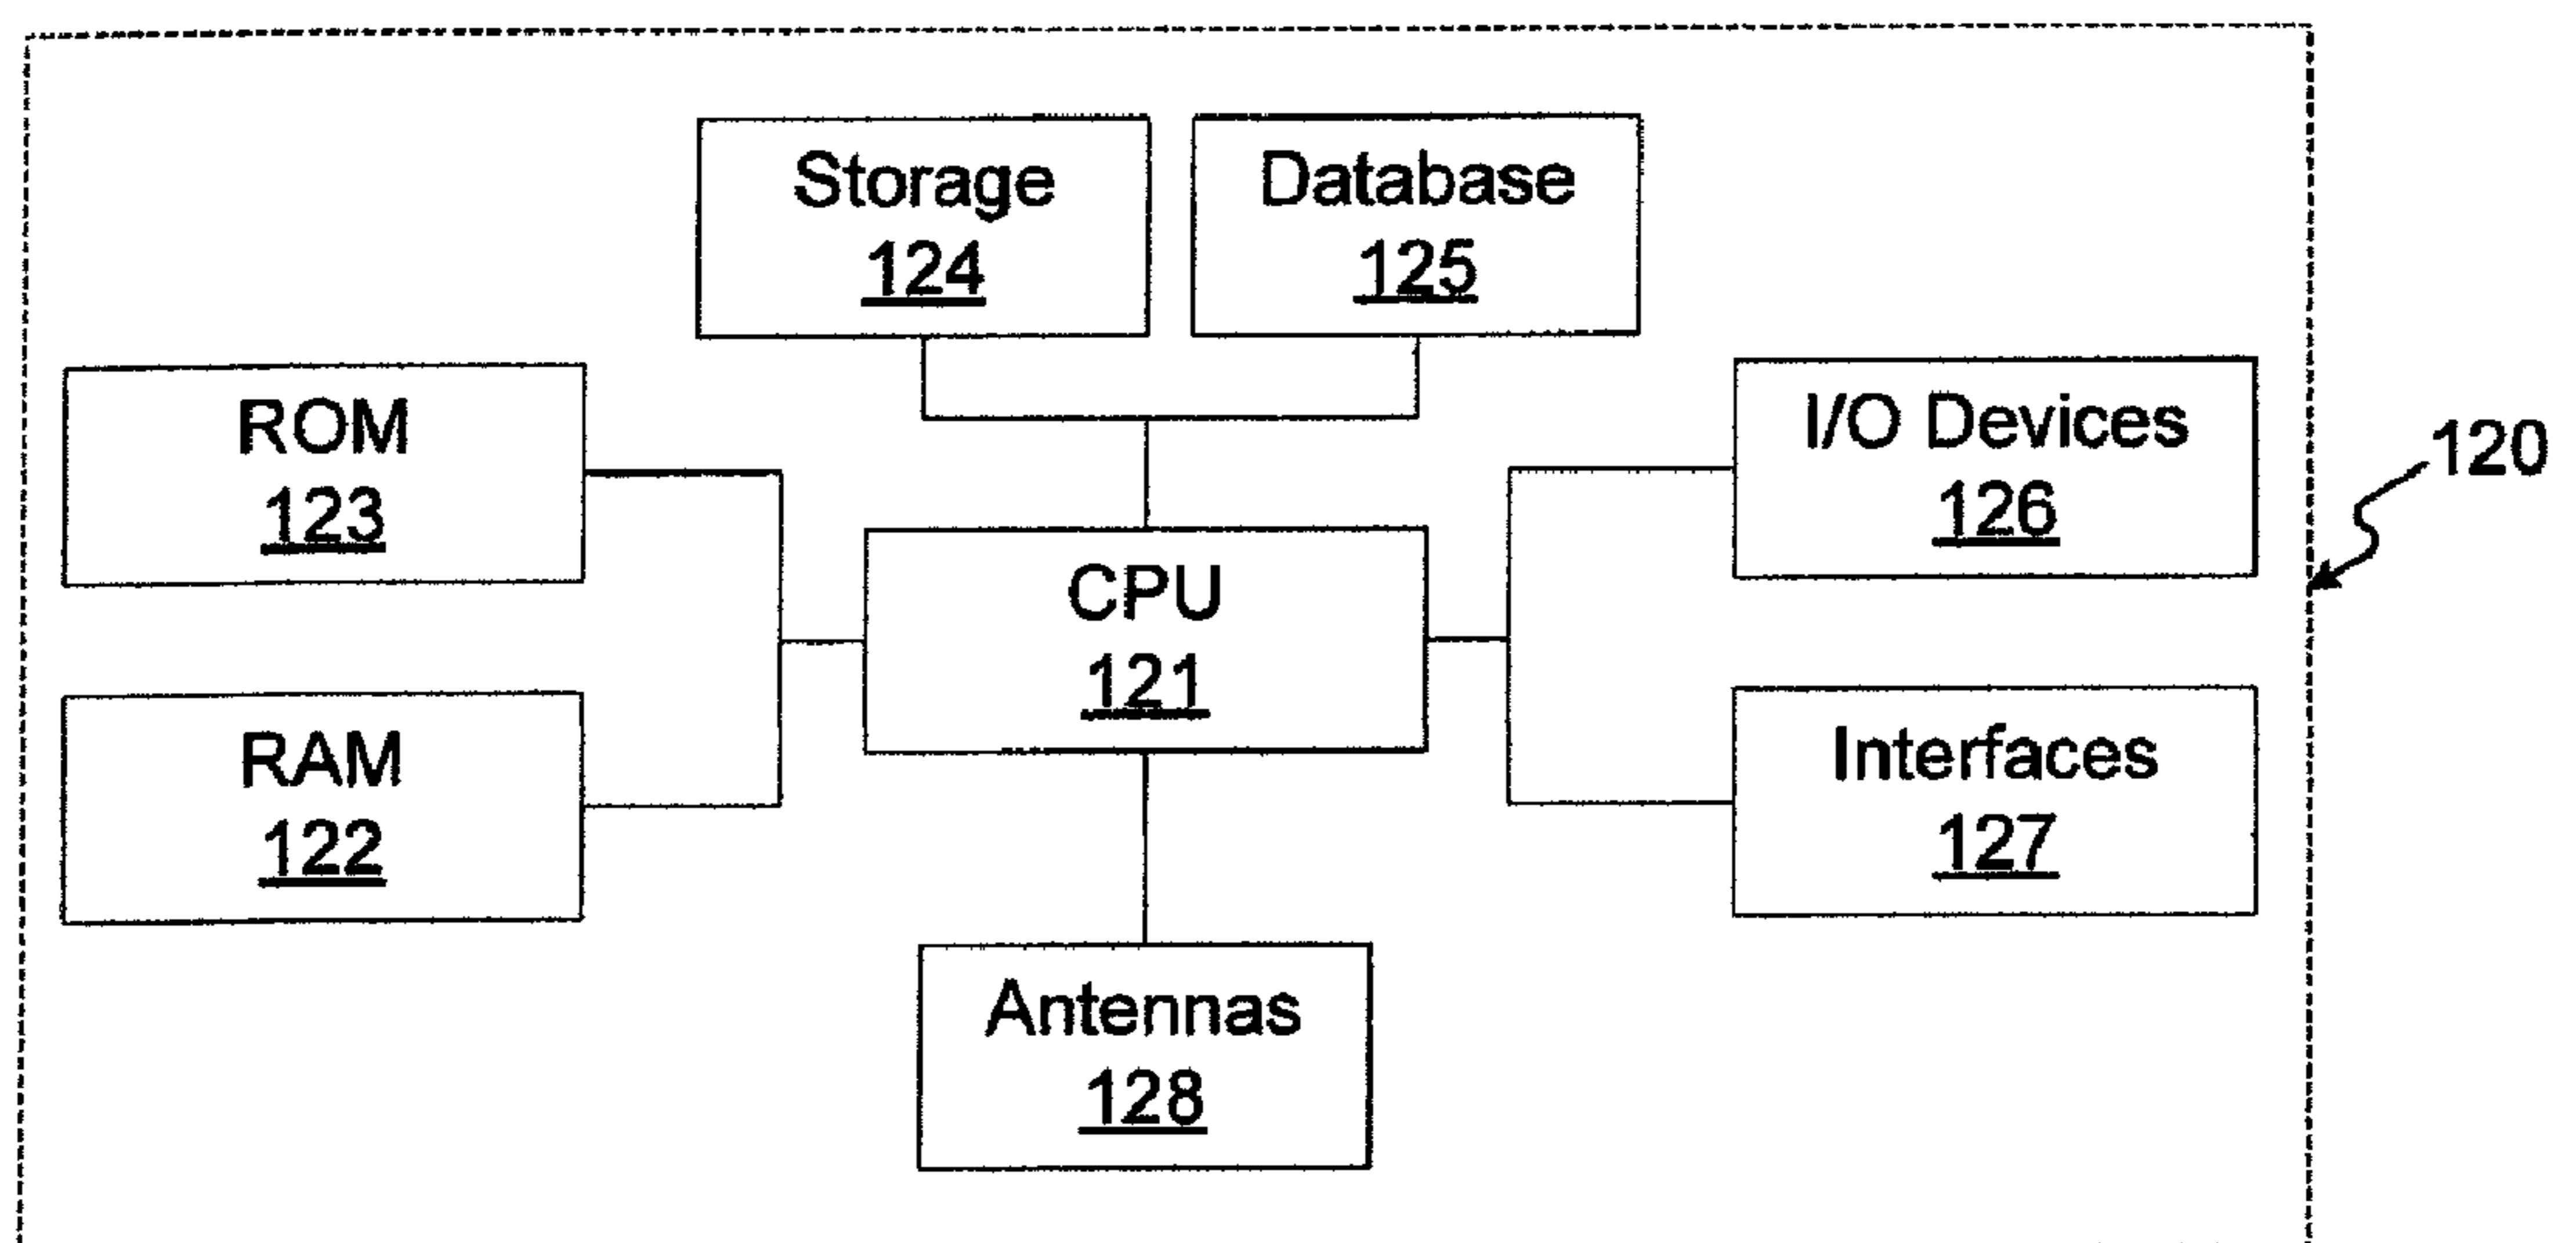 Storage
124
Database
125
ROM
123
I/O Devices
126
120
CPU
121
RAM
122
Interfaces
127
Antennas
128